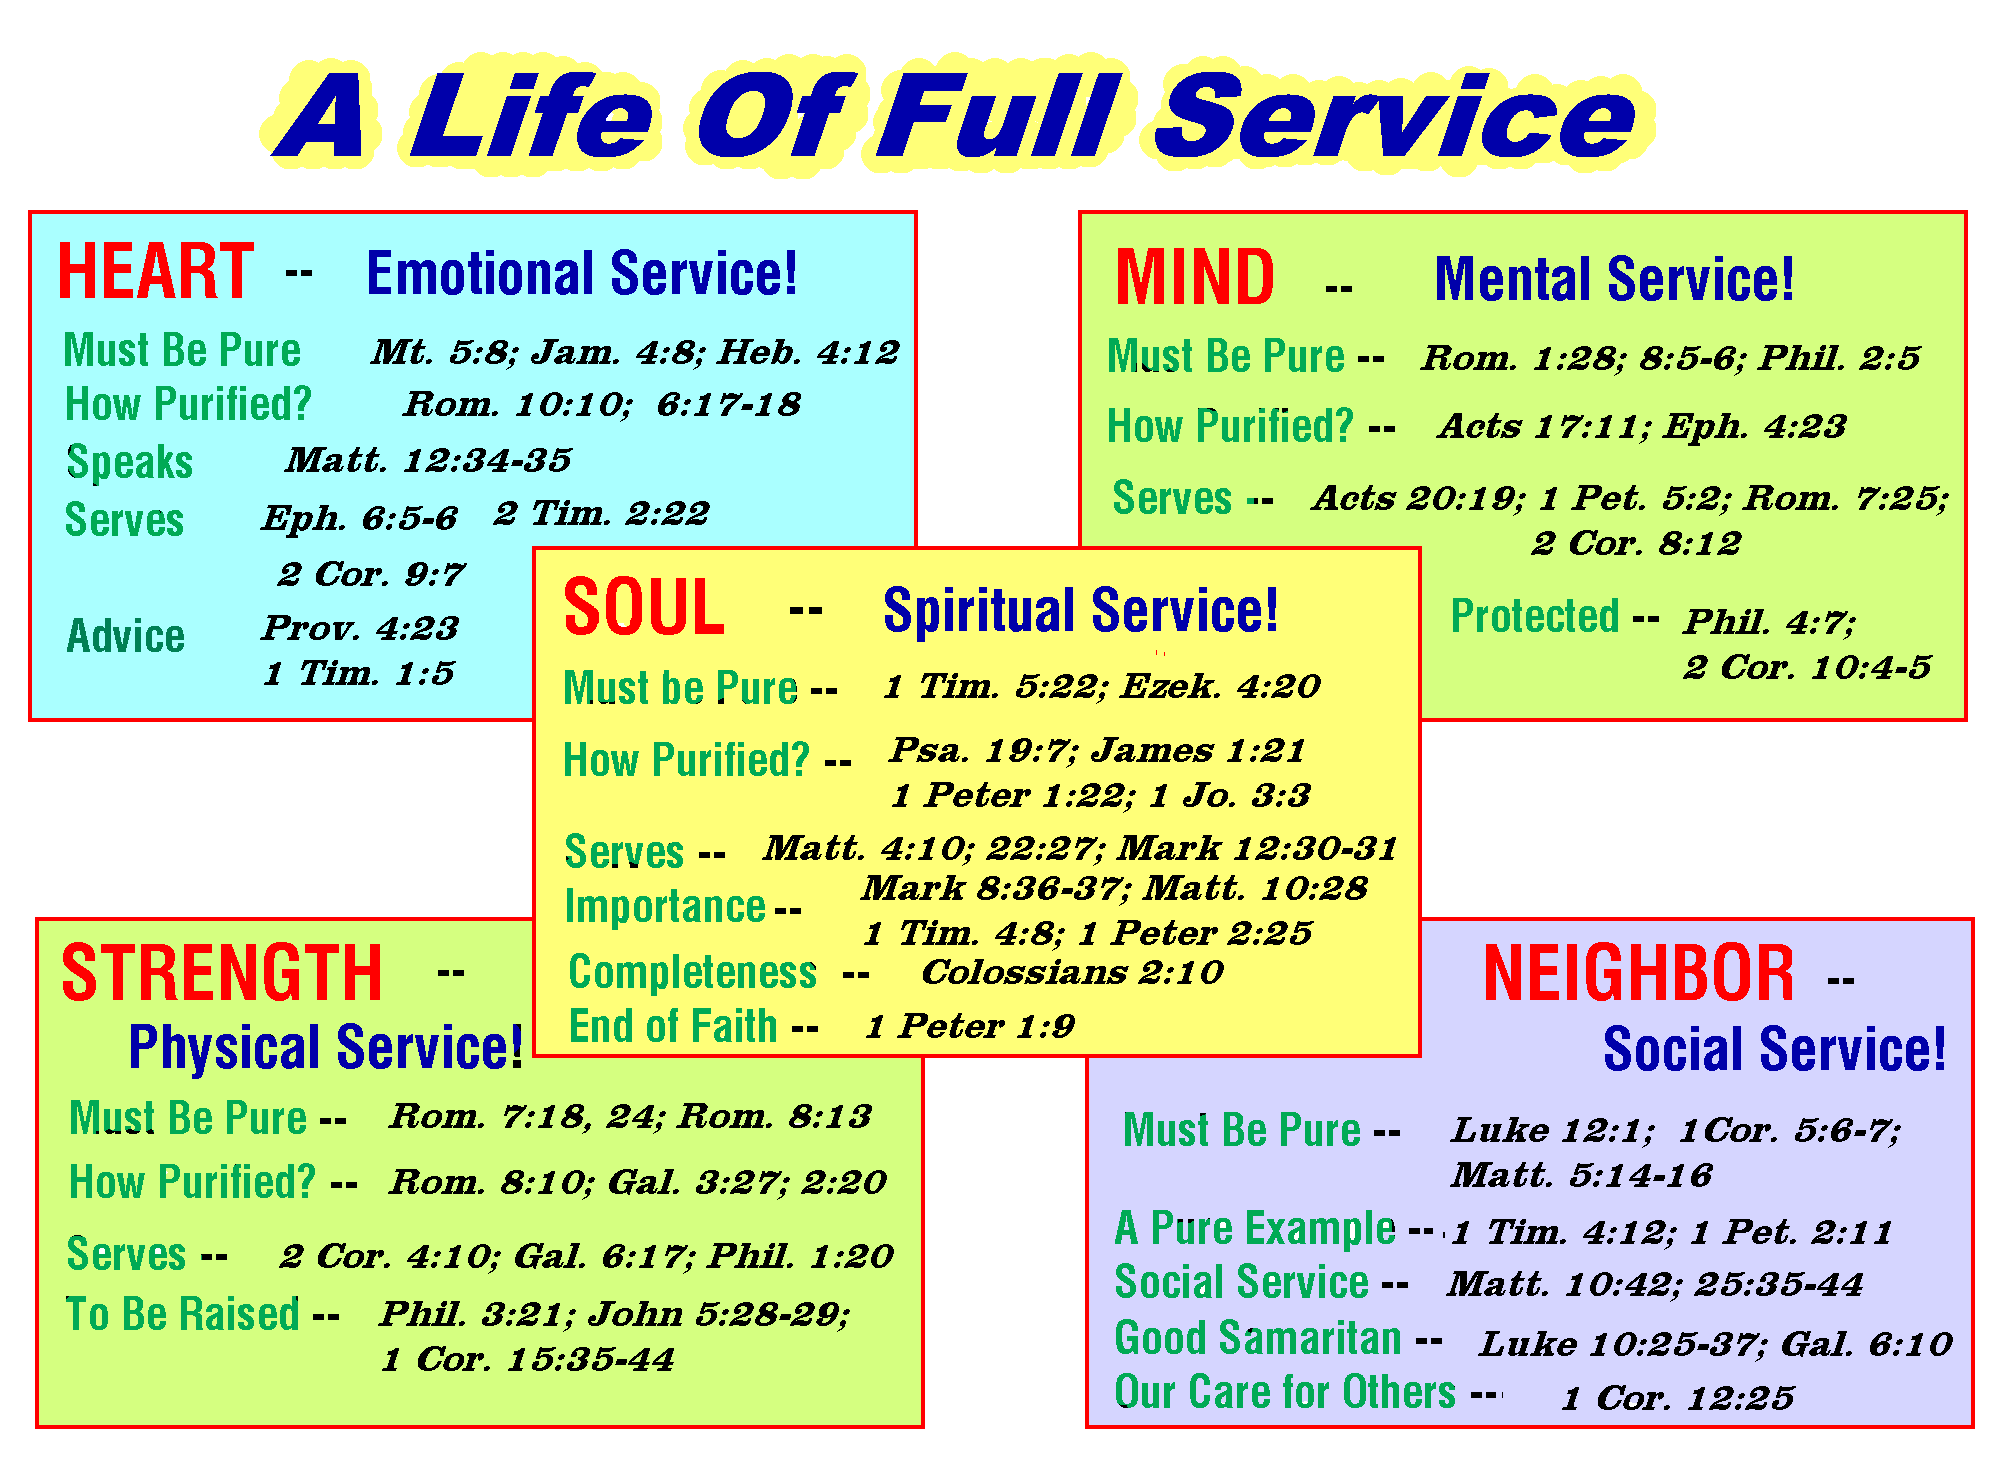 A Life Of Full Service
HEART -- Emotional Service!
Must Be Pure Mt. 5:8; Jam. 4:8; Heb. 4:12
How Purified? Rom. 10:10; 6:17-18
Speaks Matt. 12:34-35
Serves Eph. 6:5-6 2 Tim. 2:22
2 Cor. 9:7
Advice Prov. 4:23
1 Tim. 1:5
MIND -- Mental Service!
Must Be Pure -- Rom. 1:28; 8:5-6; Phil. 2:5
How Purified? -- Acts 17:11; Eph. 4:23
Serves -- Acts 20:19; 1 Pet. 5:2; Rom. 7:25;
2 Cor. 8:12
Protected -- Phil. 4:7;
2 Cor. 10:4-5
SOUL -- Spiritual Service!
Must be Pure -- 1 Tim. 5:22; Ezek. 4:20
How Purified? -- Psa. 19:7; James 1:21
1 Peter 1:22; 1 Jo. 3:3
Serves -- Matt. 4:10; 22:27; Mark 12:30-31
Importance -- Mark 8:36-37; Matt. 10:28
1 Tim. 4:8; 1 Peter 2:25
Completeness -- Colossians 2:10
End of Faith -- 1 Peter 1:9
STRENGTH --
Physical Service!
Must Be Pure -- Rom. 7:18, 24; Rom. 8:13
How Purified? -- Rom. 8:10; Gal. 3:27; 2:20
Serves -- 2 Cor. 4:10; Gal. 6:17; Phil. 1:20
To Be Raised -- Phil. 3:21; John 5:28-29;
1 Cor. 15:35-44
NEIGHBOR --
Social Service!
Must Be Pure -- Luke 12:1; 1Cor. 5:6-7;
Matt. 5:14-16
A Pure Example -- 1 Tim. 4:12; 1 Pet. 2:11
Social Service -- Matt. 10:42; 25:35-44
Good Samaritan -- Luke 10:25-37; Gal. 6:10
Our Care for Others -- 1 Cor. 12:25